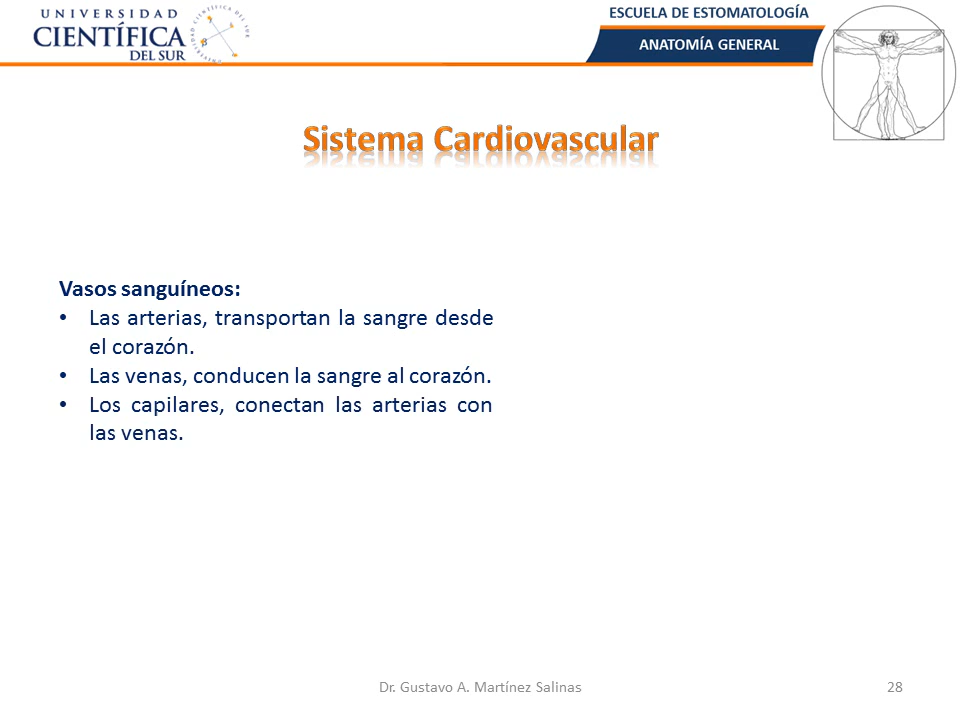 UNIVERSIDAD
CIENTÍFICA
DEL SUR
ESCUELA DE ESTOMATOLOGÍA
ANATOMÍA GENERAL
Sistema Cardiovascular
Vasos sanguíneos:
• Las arterias, transportan la sangre desde
el corazón.
• Las venas, conducen la sangre al corazón.
• Los capilares, conectan las arterias con
las venas.
Dr. Gustavo A. Martínez Salinas
28